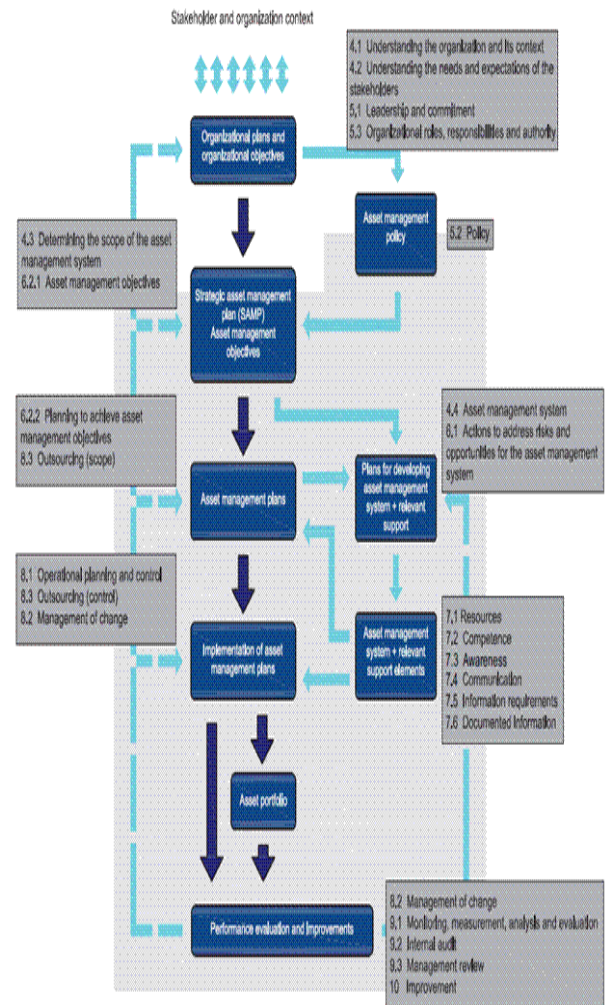 Stakeholder and organization context
4.1 Understanding the organization and its context
4.2 Understanding the needs and expectations of the
stakeholders
5.1 Leadership and commitment
5.3 Organizational roles, responsibilities and authority
Organizational plans and
organizational objectives
Asset management
policy
5.2 Policy
4.3 Determining the scope of the asset
management system
6.2.1 Asset management objectives
Strategic asset management
plan (SAMP)
Asset management
objectives
6.2.2 Planning to achieve asset
management objectives
8.3 Outsourcing (scope)
4.4 Asset management system
6.1 Actions to address risks and
opportunities for the asset management
system
Asset management plans
Plans for developing
asset management
system + relevant
support
8.1 Operational planning and control
8.3 Outsourcing (control)
8.2 Management of change
Implementation of asset
management plans
Asset management
system + relevant
support elements
7.1 Resources
7.2 Competence
7.3 Awareness
7.4 Communication
7.5 Information requirements
7.6 Documented information
Asset portfolio
Performance evaluation and improvements
8.2 Management of change
9.1 Monitoring, measurement, analysis and evaluation
9.2 Internal audit
9.3 Management review
10 Improvement